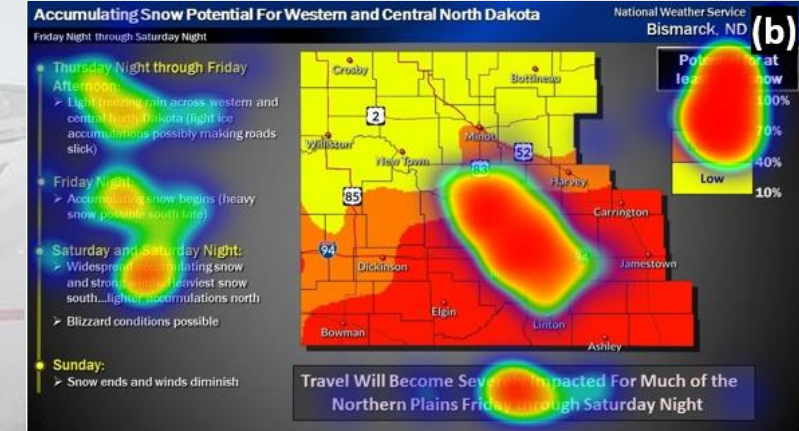 Accumulating Snow Potential For Western and Central North Dakota
National Weather Service
Bismarck, ND
(b)
Friday Night through Saturday Night
Thursday Night through Friday
Afternoon:
➢ Light freezing rain across western and
central North Dakota (light ice
accumulations possibly making roads
slick)
Friday Night:
➢ Accumulating snow begins (heavy
snow possible south late)
Saturday and Saturday Night:
➢ Widespread accumulating snow
and strong Heaviest snow
south...lighter accumulations north
➢ Blizzard conditions possible
Sunday:
➢ Snow ends and winds diminish
Crosby
Bottineau
2
Minot
Williston
New Town
52
83
Harvey
85
Carrington
94
94
Dickinson
Jamestown
Elgin
Linton
Bowman
Ashley
for at
100%
70%
40%
Low
10%
Travel Will Become Impacted For Much of the
Northern Plains Friday through Saturday Night